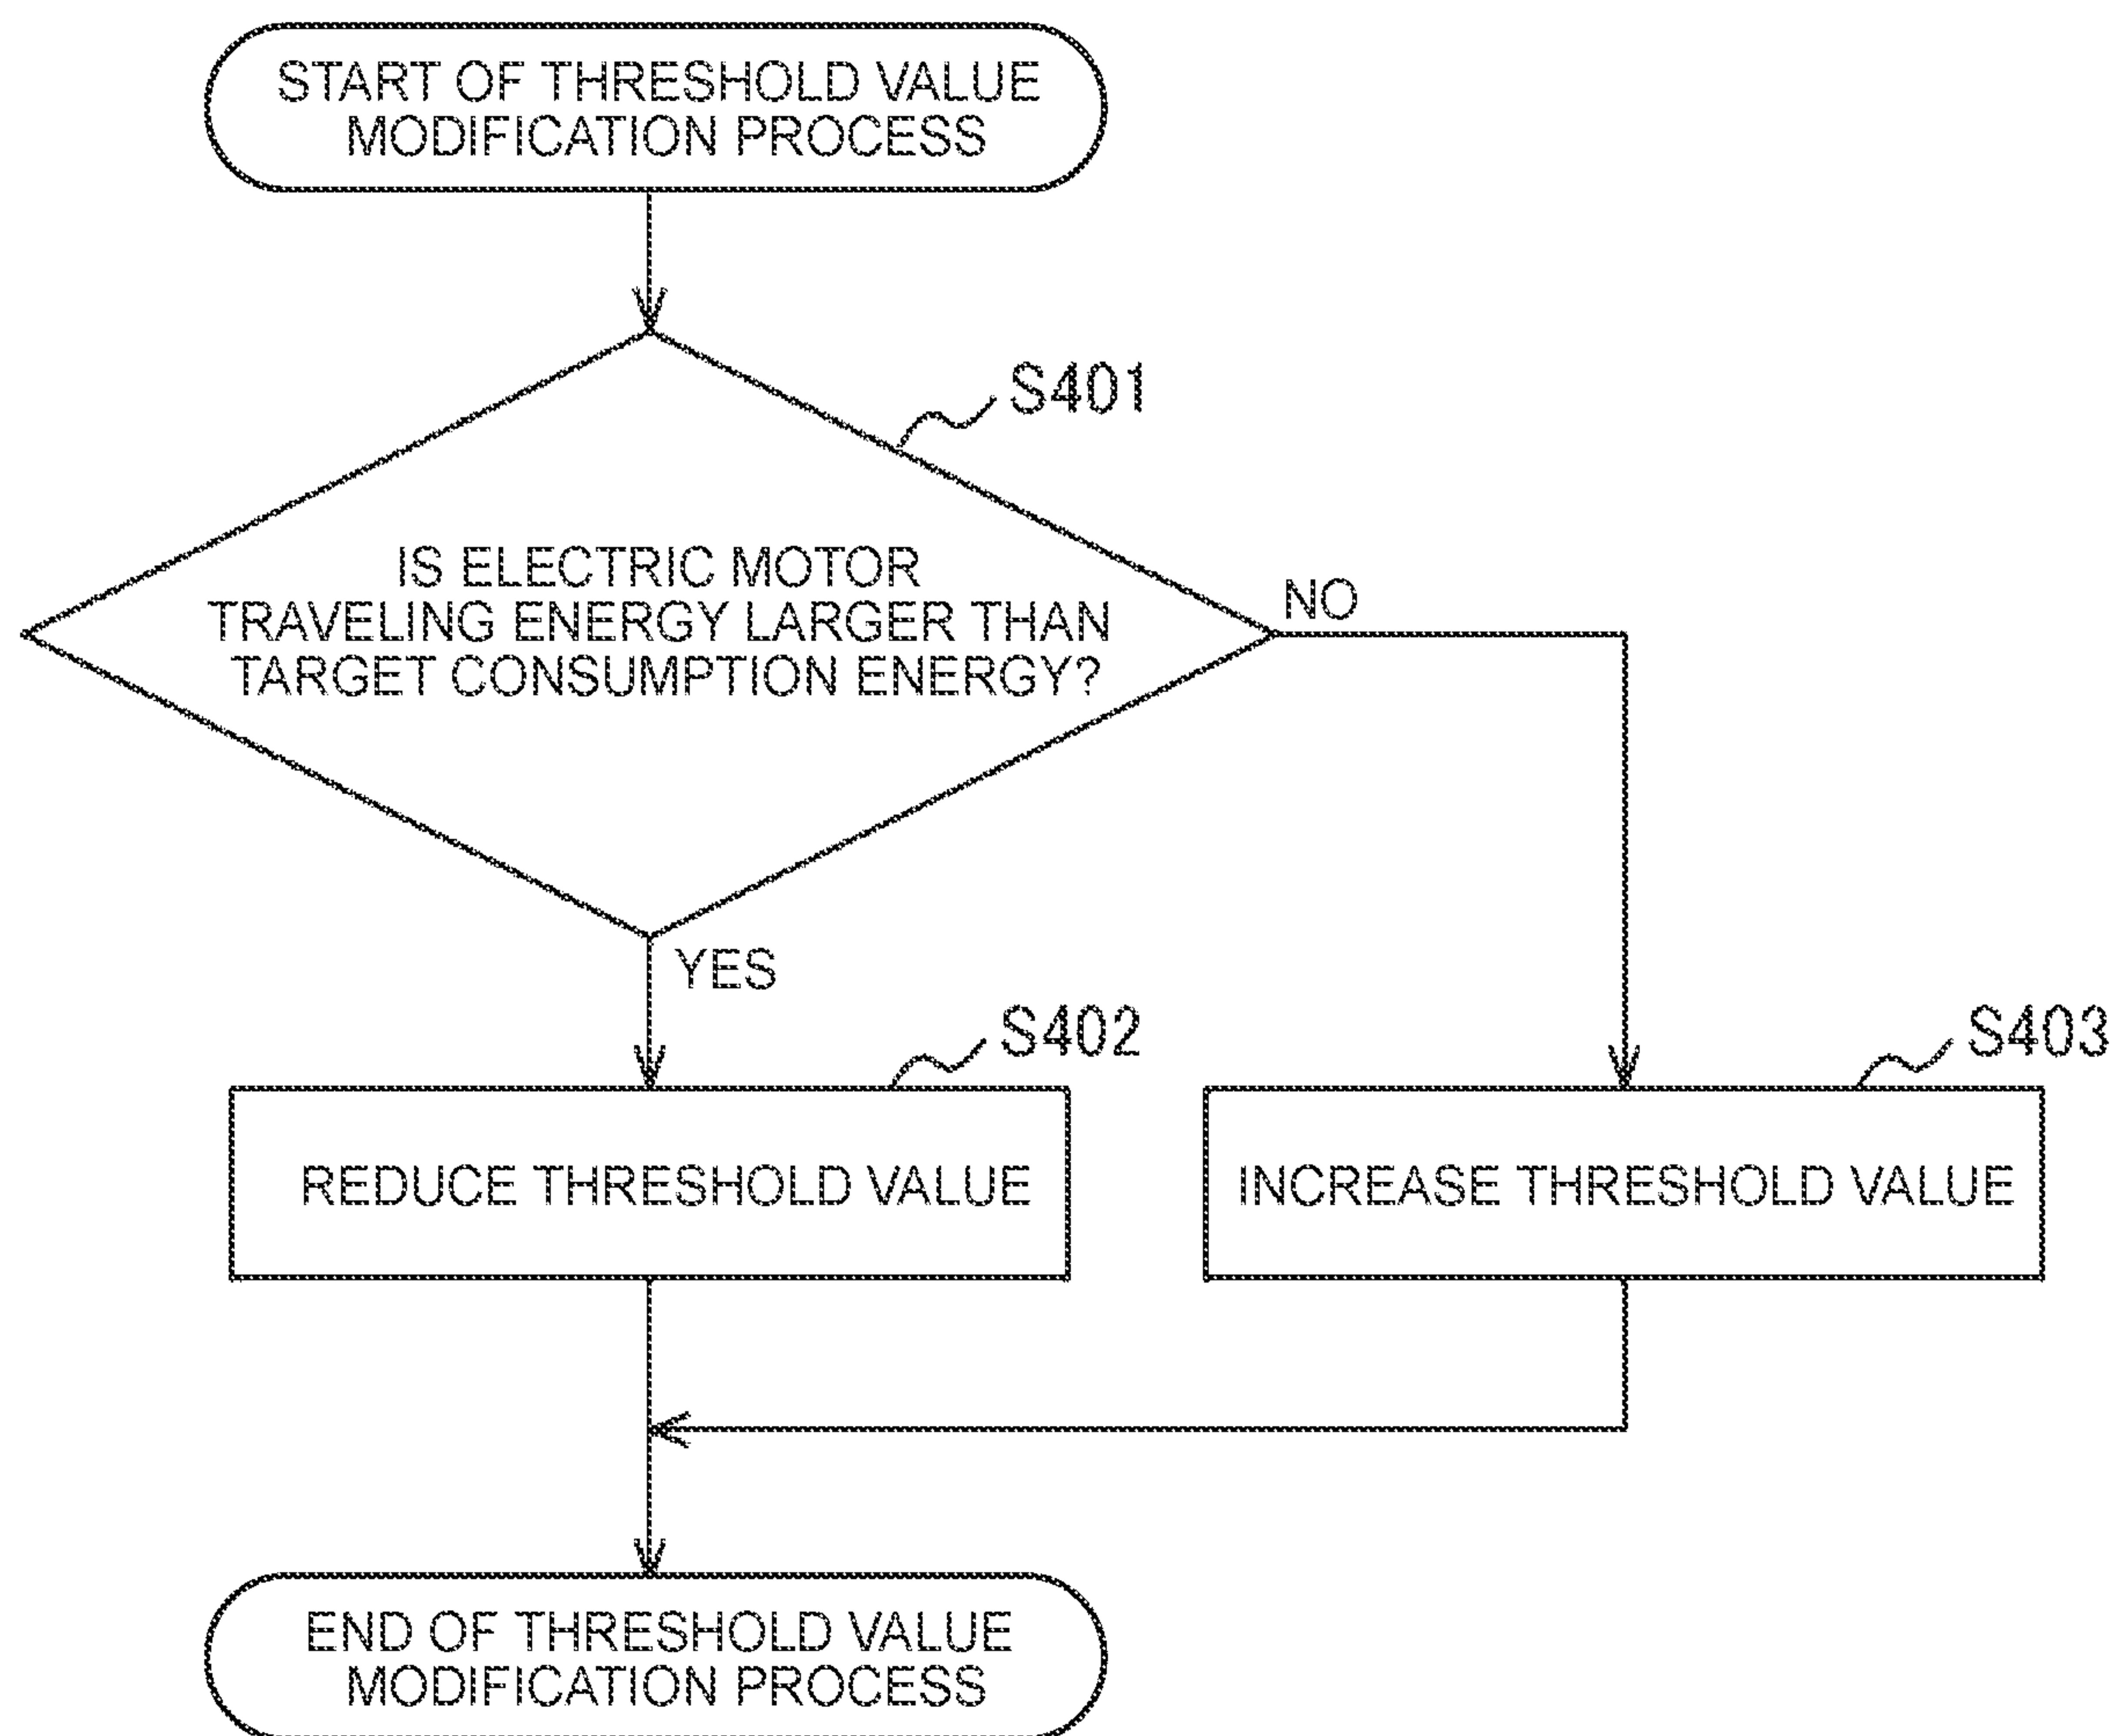 START OF THRESHOLD VALUE
MODIFICATION PROCESS
S401
IS ELECTRIC MOTOR
TRAVELING ENERGY LARGER THAN
TARGET CONSUMPTION ENERGY?
NO
YES
S402
S403
REDUCE THRESHOLD VALUE
INCREASE THRESHOLD VALUE
END OF THRESHOLD VALUE
MODIFICATION PROCESS